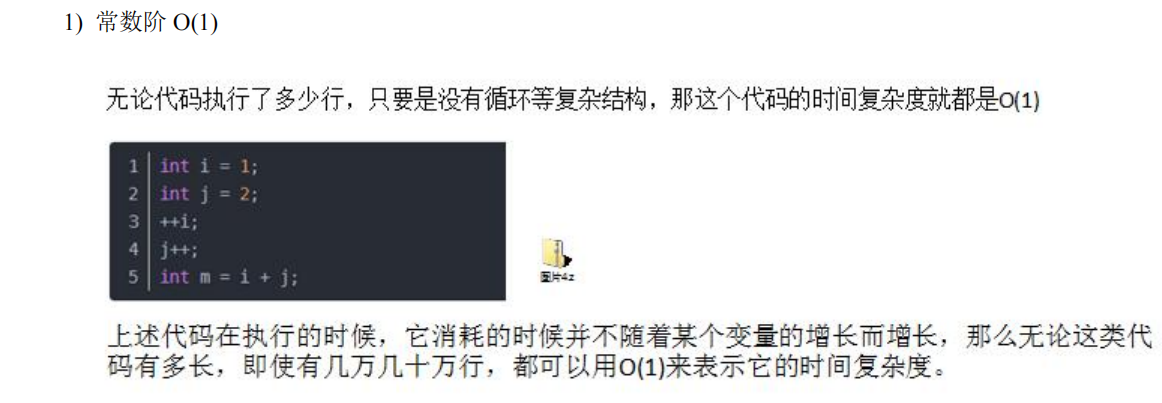 1) 常数阶 O(1)
无论代码执行了多少行，只要是没有循环等复杂结构，那这个代码的时间复杂度就都是O(1)
1 int i = 1;
2 int j = 2;
3 ++i;
4 j++;
5 int m = i + j;
图片4z
上述代码在执行的时候，它消耗的时候并不随着某个变量的增长而增长，那么无论这类代
码有多长，即使有几万几十万行，都可以用O(1)来表示它的时间复杂度。